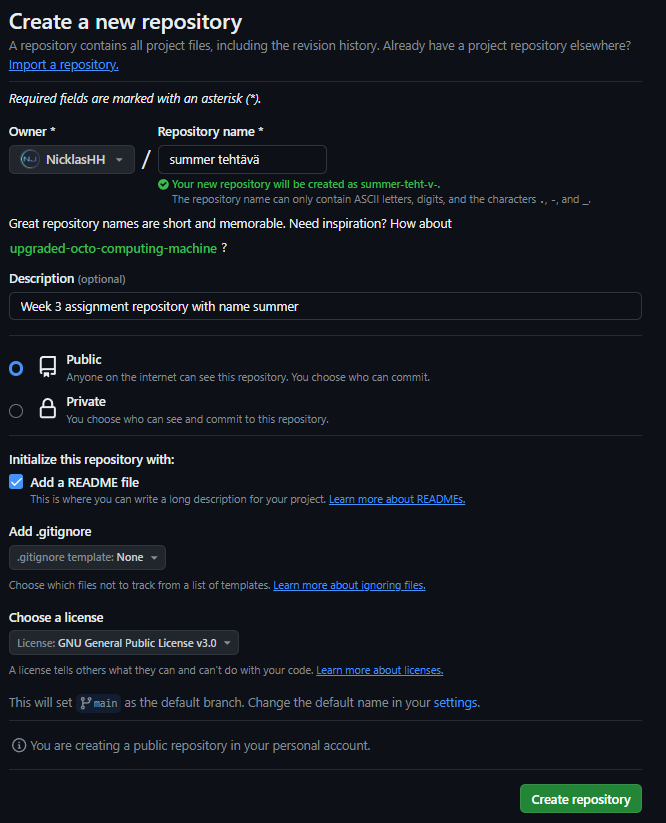 Create a new repository
A repository contains all project files, including the revision history. Already have a project repository elsewhere?
Import a repository.
Required fields are marked with an asterisk (*).
Owner * Repository name *
NJ NicklasHH / summer tehtävä
Your new repository will be created as summer-teht-v-.
The repository name can only contain ASCII letters, digits, and the characters ., -, and _.
Great repository names are short and memorable. Need inspiration? How about
upgraded-octo-computing-machine ?
Description (optional)
Week 3 assignment repository with name summer
Public
Anyone on the internet can see this repository. You choose who can commit.
Private
You choose who can see and commit to this repository.
Initialize this repository with:
Add a README file
This is where you can write a long description for your project. Learn more about READMEs.
Add .gitignore
.gitignore template: None
Choose which files not to track from a list of templates. Learn more about ignoring files.
Choose a license
License: GNU General Public License v3.0
A license tells others what they can and can't do with your code. Learn more about licenses.
This will set main as the default branch. Change the default name in your settings.
You are creating a public repository in your personal account.
Create repository